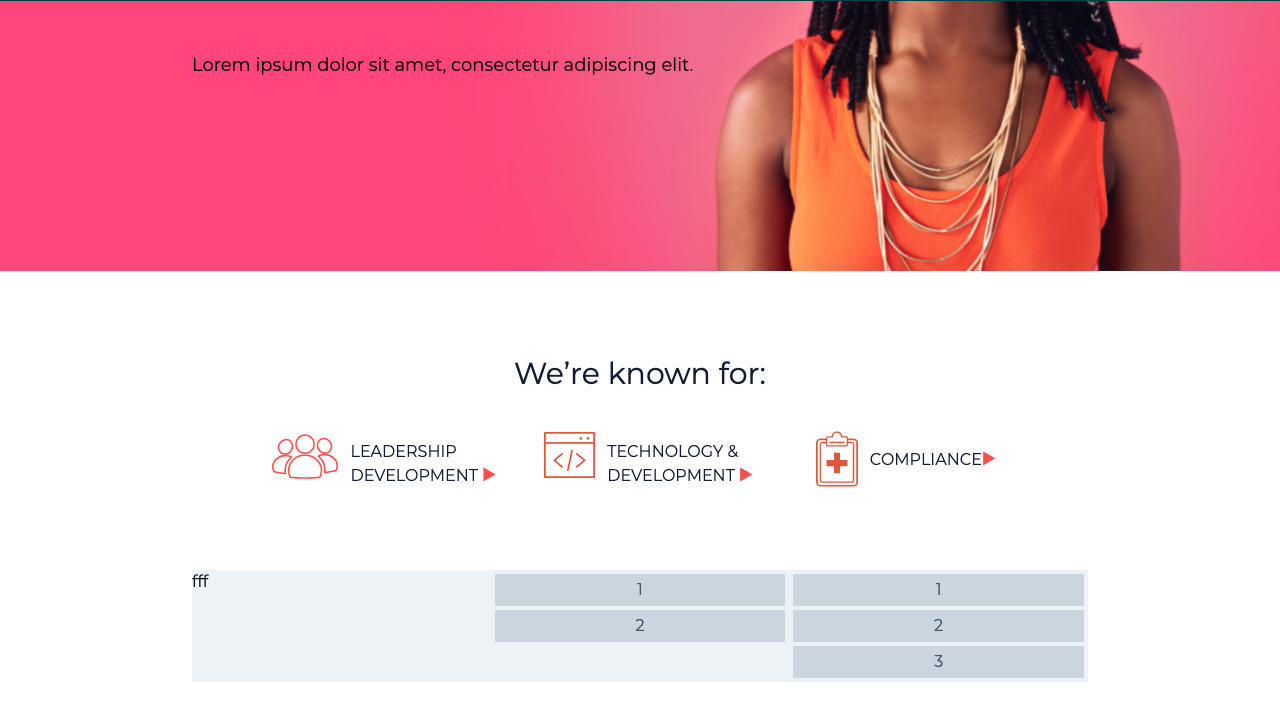 Lorem ipsum dolor sit amet, consectetur adipiscing elit.
We’re known for:
LEADERSHIP
DEVELOPMENT
TECHNOLOGY &
DEVELOPMENT
COMPLIANCE
fff
1
2
1
2
3